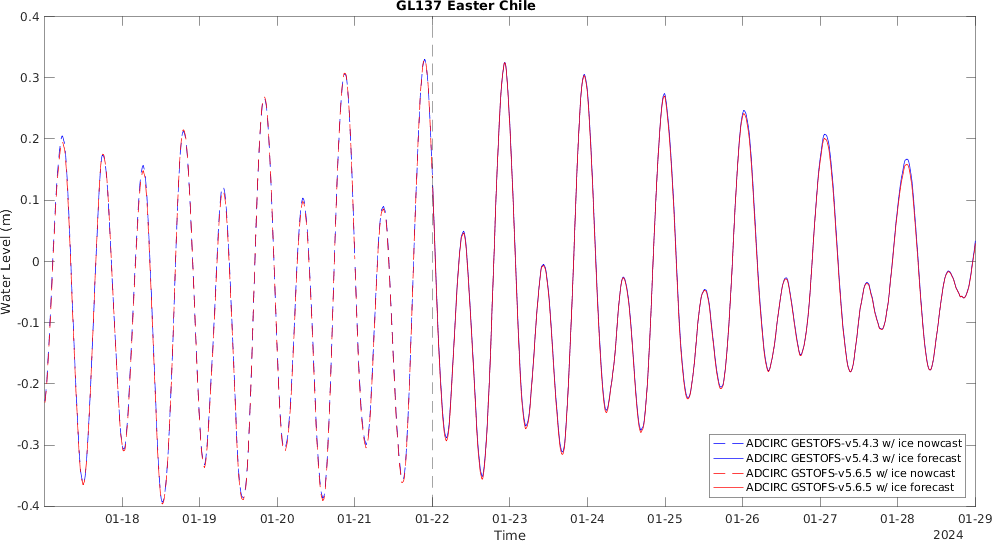 GL137 Easter Chile
Water Level (m)
0.4
0.3
0.2
0.1
0
-0.1
-0.2
-0.3
-0.4
ADCIRC GESTOFS-v5.4.3 w/ ice nowcast
ADCIRC GESTOFS-v5.4.3 w/ ice forecast
ADCIRC GSTOFS-v5.6.5 w/ ice nowcast
ADCIRC GSTOFS-v5.6.5 w/ ice forecast
01-18 01-19 01-20 01-21 01-22 01-23 01-24 01-25 01-26 01-27 01-28 01-29
Time
2024